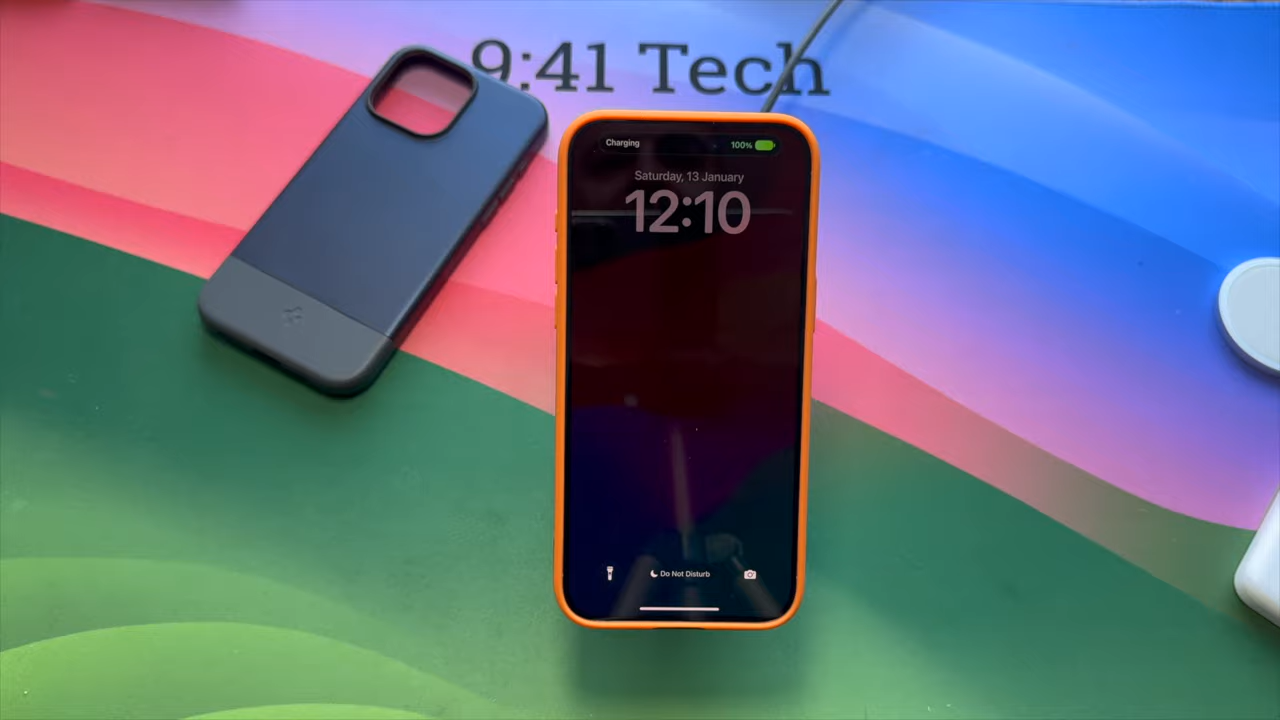 9:41 Tech
Charging 100%
Saturday, 13 January
12:10
Do Not Disturb